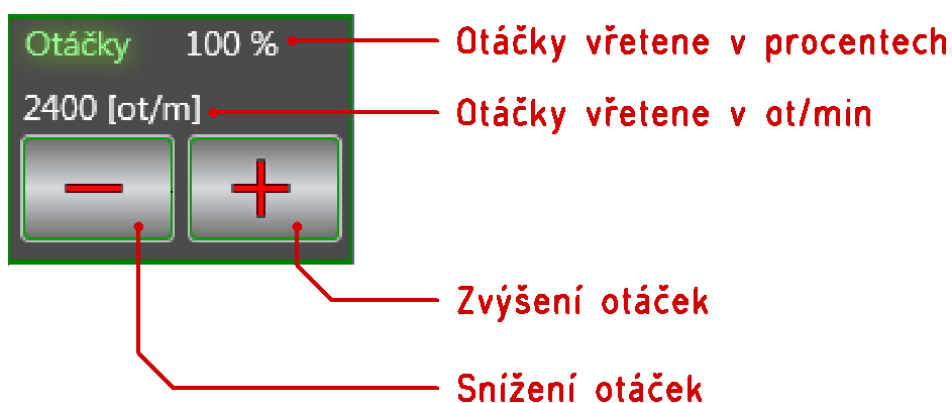 Otáčky 100 % Otáčky vřetene v procentech
2400 [ot/m] Otáčky vřetene v ot/min
Zvýšení otáček
Snížení otáček